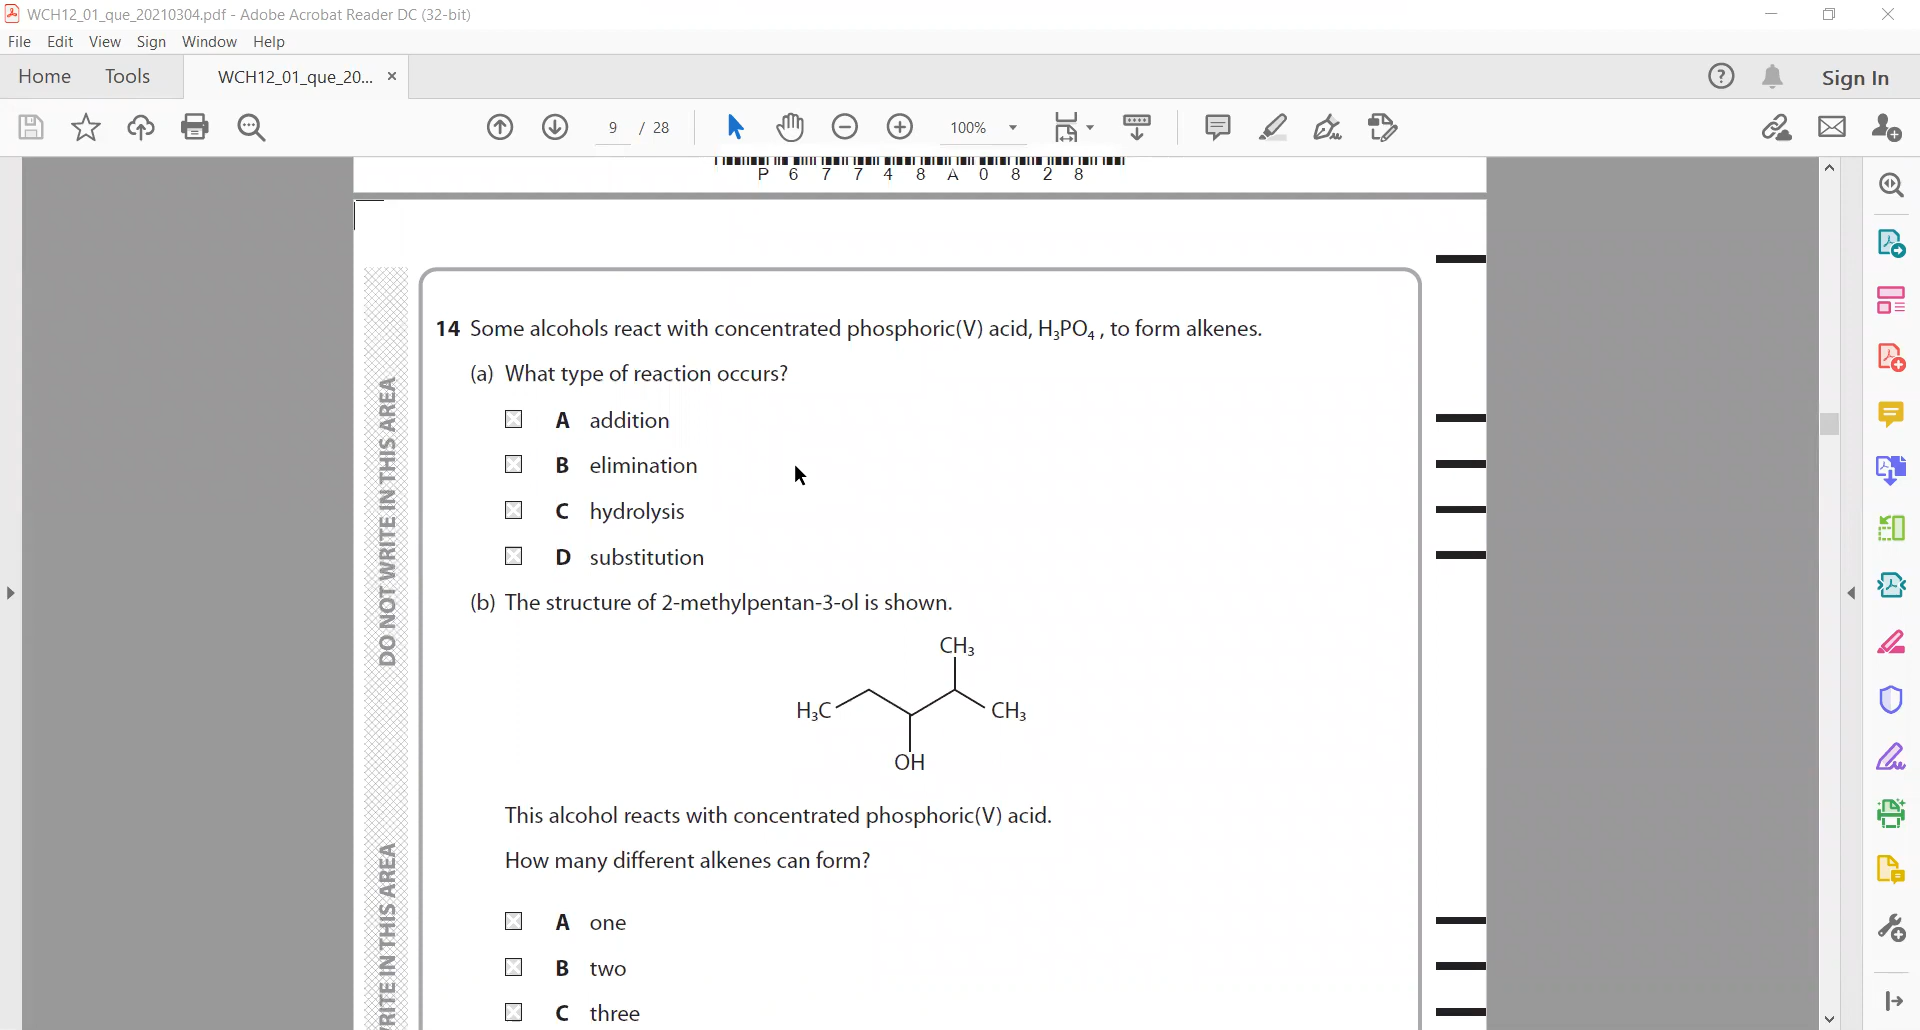 WCH12_01_que_20210304.pdf - Adobe Acrobat Reader DC (32-bit)
File Edit View Sign Window Help
Home Tools WCH12_01_que_20... × Sign In
9 / 28 100%
P 6 7 7 4 8 A 0 8 2 8
14 Some alcohols react with concentrated phosphoric(V) acid, H₃PO₄ , to form alkenes.
(a) What type of reaction occurs?
A addition
B elimination
C hydrolysis
D substitution
(b) The structure of 2-methylpentan-3-ol is shown.
CH₃
H₃C
CH₃
OH
This alcohol reacts with concentrated phosphoric(V) acid.
How many different alkenes can form?
A one
B two
C three
DO NOT WRITE IN THIS AREA
RITE IN THIS AREA